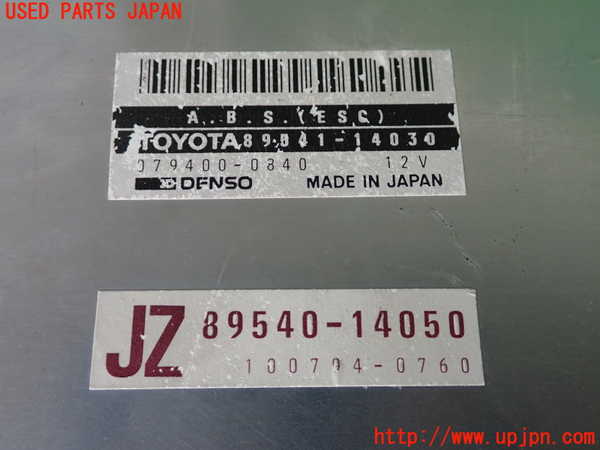 USED PARTS JAPAN
A.B.S.(ESC)
TOYOTA 89541-14030
079400-0840 12V
DENSO MADE IN JAPAN
JZ 89540-14050
100794-0760
http://www.upjpn.com